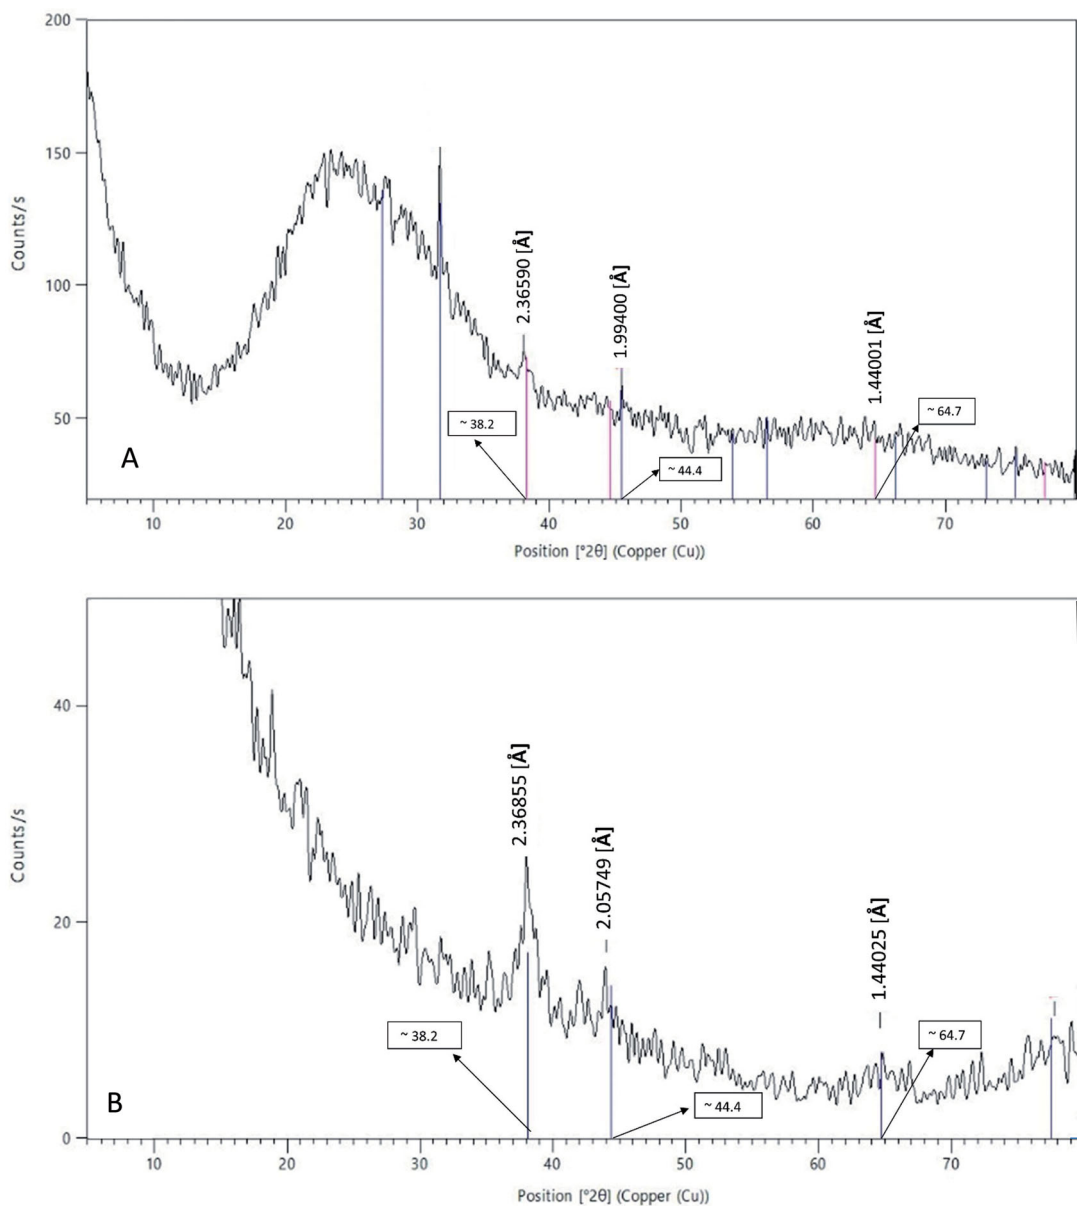 200
150
100
50
Counts/s
2.36590 [Å]
1.99400 [Å]
1.44001 [Å]
~ 38.2
~ 44.4
~ 64.7
A
10 20 30 40 50 60 70
Position [°2θ] (Copper (Cu))
40
20
0
Counts/s
2.36855 [Å]
2.05749 [Å]
1.44025 [Å]
~ 38.2
~ 44.4
~ 64.7
B
10 20 30 40 50 60 70
Position [°2θ] (Copper (Cu))